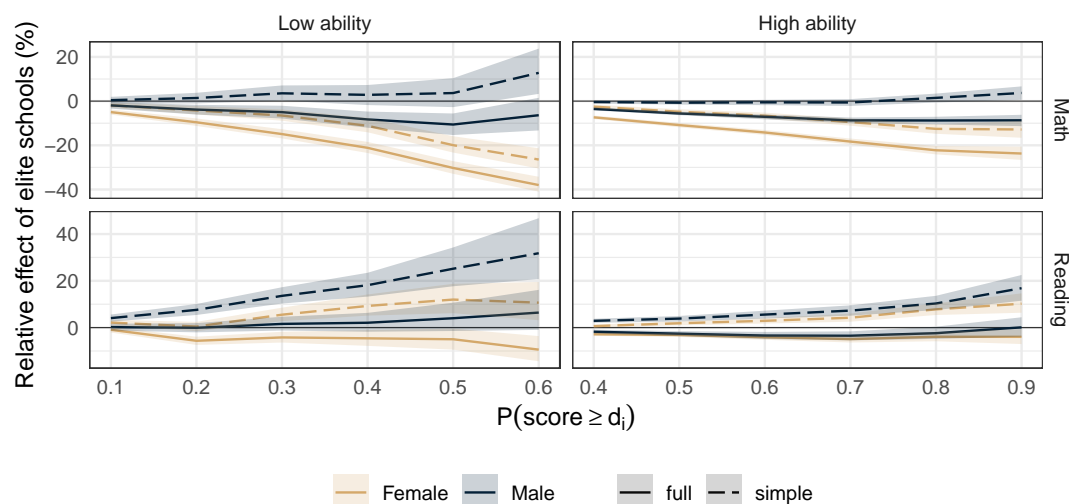 Low ability High ability
Relative effect of elite schools (%)
20
0
−20
−40
Math
40
20
0
Reading
0.1 0.2 0.3 0.4 0.5 0.6 0.4 0.5 0.6 0.7 0.8 0.9
P(score ≥ dᵢ)
Female Male full simple